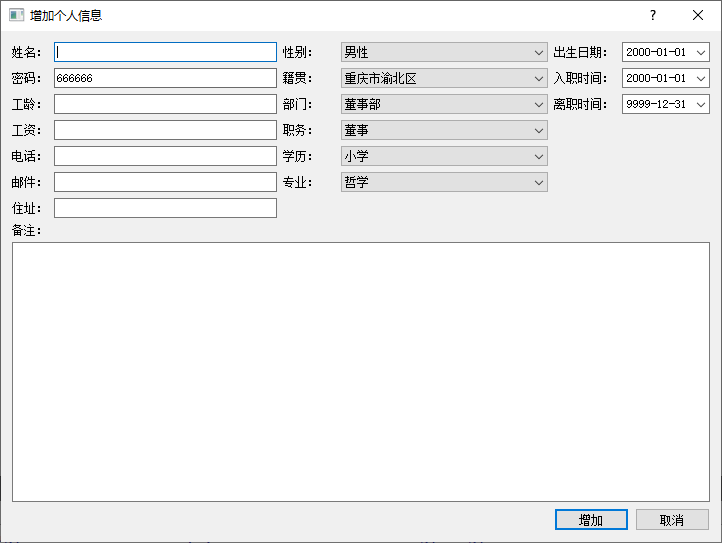 增加个人信息
姓名： 性别： 男性 出生日期： 2000-01-01
密码： 666666 籍贯： 重庆市渝北区 入职时间： 2000-01-01
工龄： 部门： 董事部 离职时间： 9999-12-31
工资： 职务： 董事
电话： 学历： 小学
邮件： 专业： 哲学
住址：
备注：
增加 取消